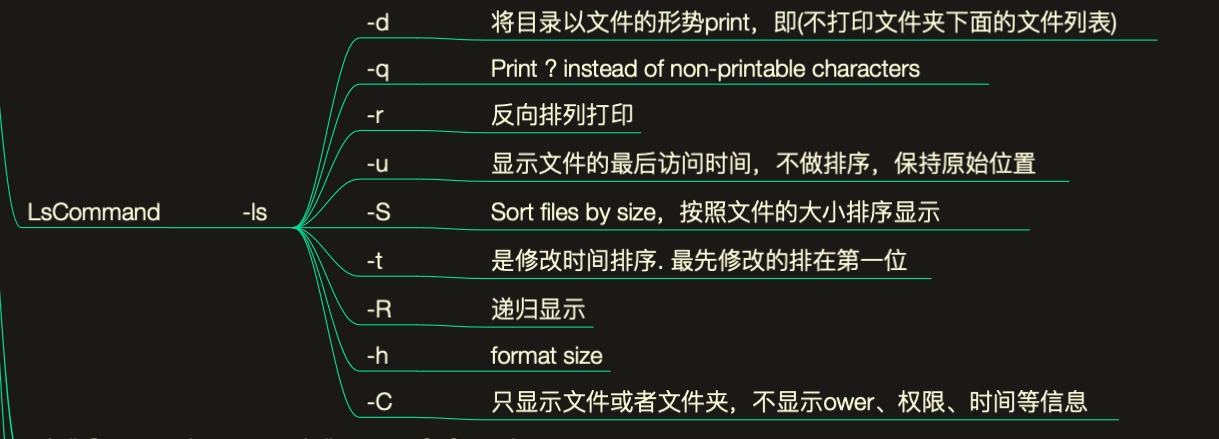 -d 将目录以文件的形势print，即(不打印文件夹下面的文件列表)
-q Print ? instead of non-printable characters
-r 反向排列打印
-u 显示文件的最后访问时间，不做排序，保持原始位置
LsCommand -ls -S Sort files by size，按照文件的大小排序显示
-t 是修改时间排序. 最先修改的排在第一位
-R 递归显示
-h format size
-C 只显示文件或者文件夹，不显示ower、权限、时间等信息